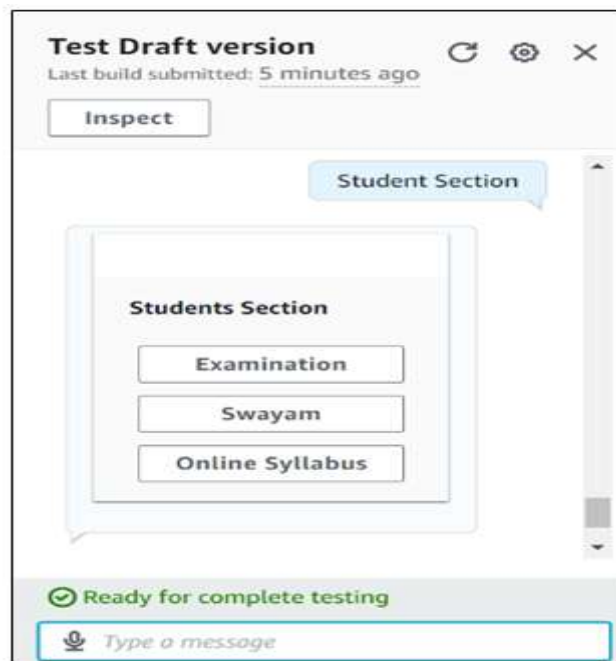 Test Draft version
Last build submitted: 5 minutes ago
Inspect
Student Section
Students Section
Examination
Swayam
Online Syllabus
Ready for complete testing
Type a message